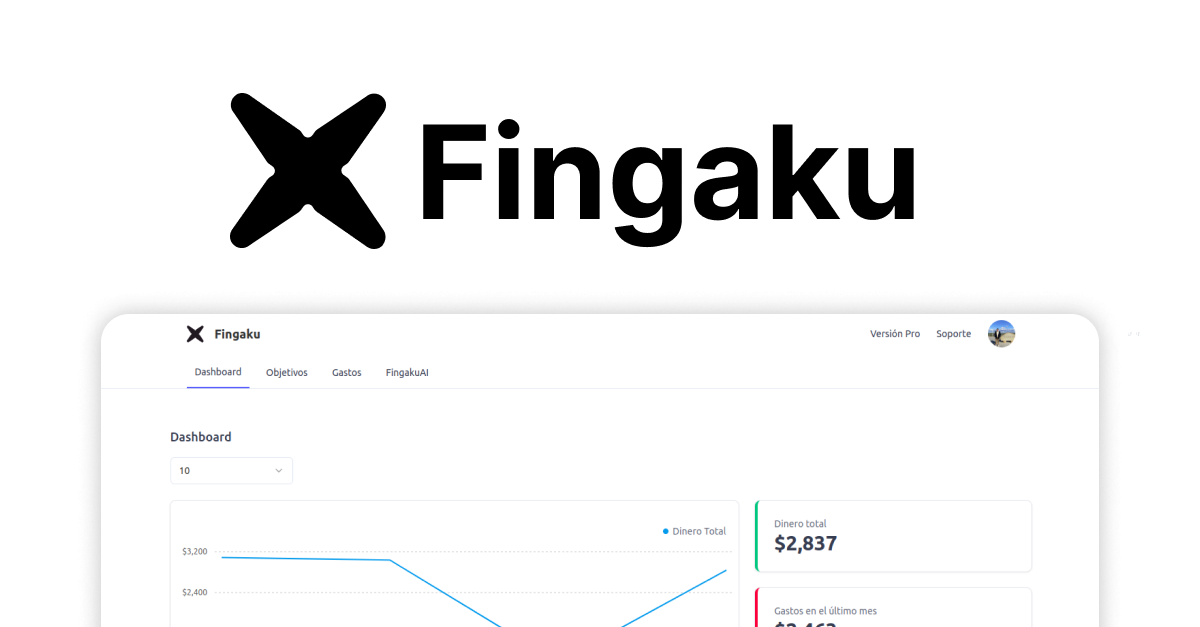 Fingaku
Fingaku
Versión Pro Soporte
Dashboard Objetivos Gastos FingakuAI
Dashboard
10
Dinero Total
$3,200
$2,400
Dinero total
$2,837
Gastos en el último mes